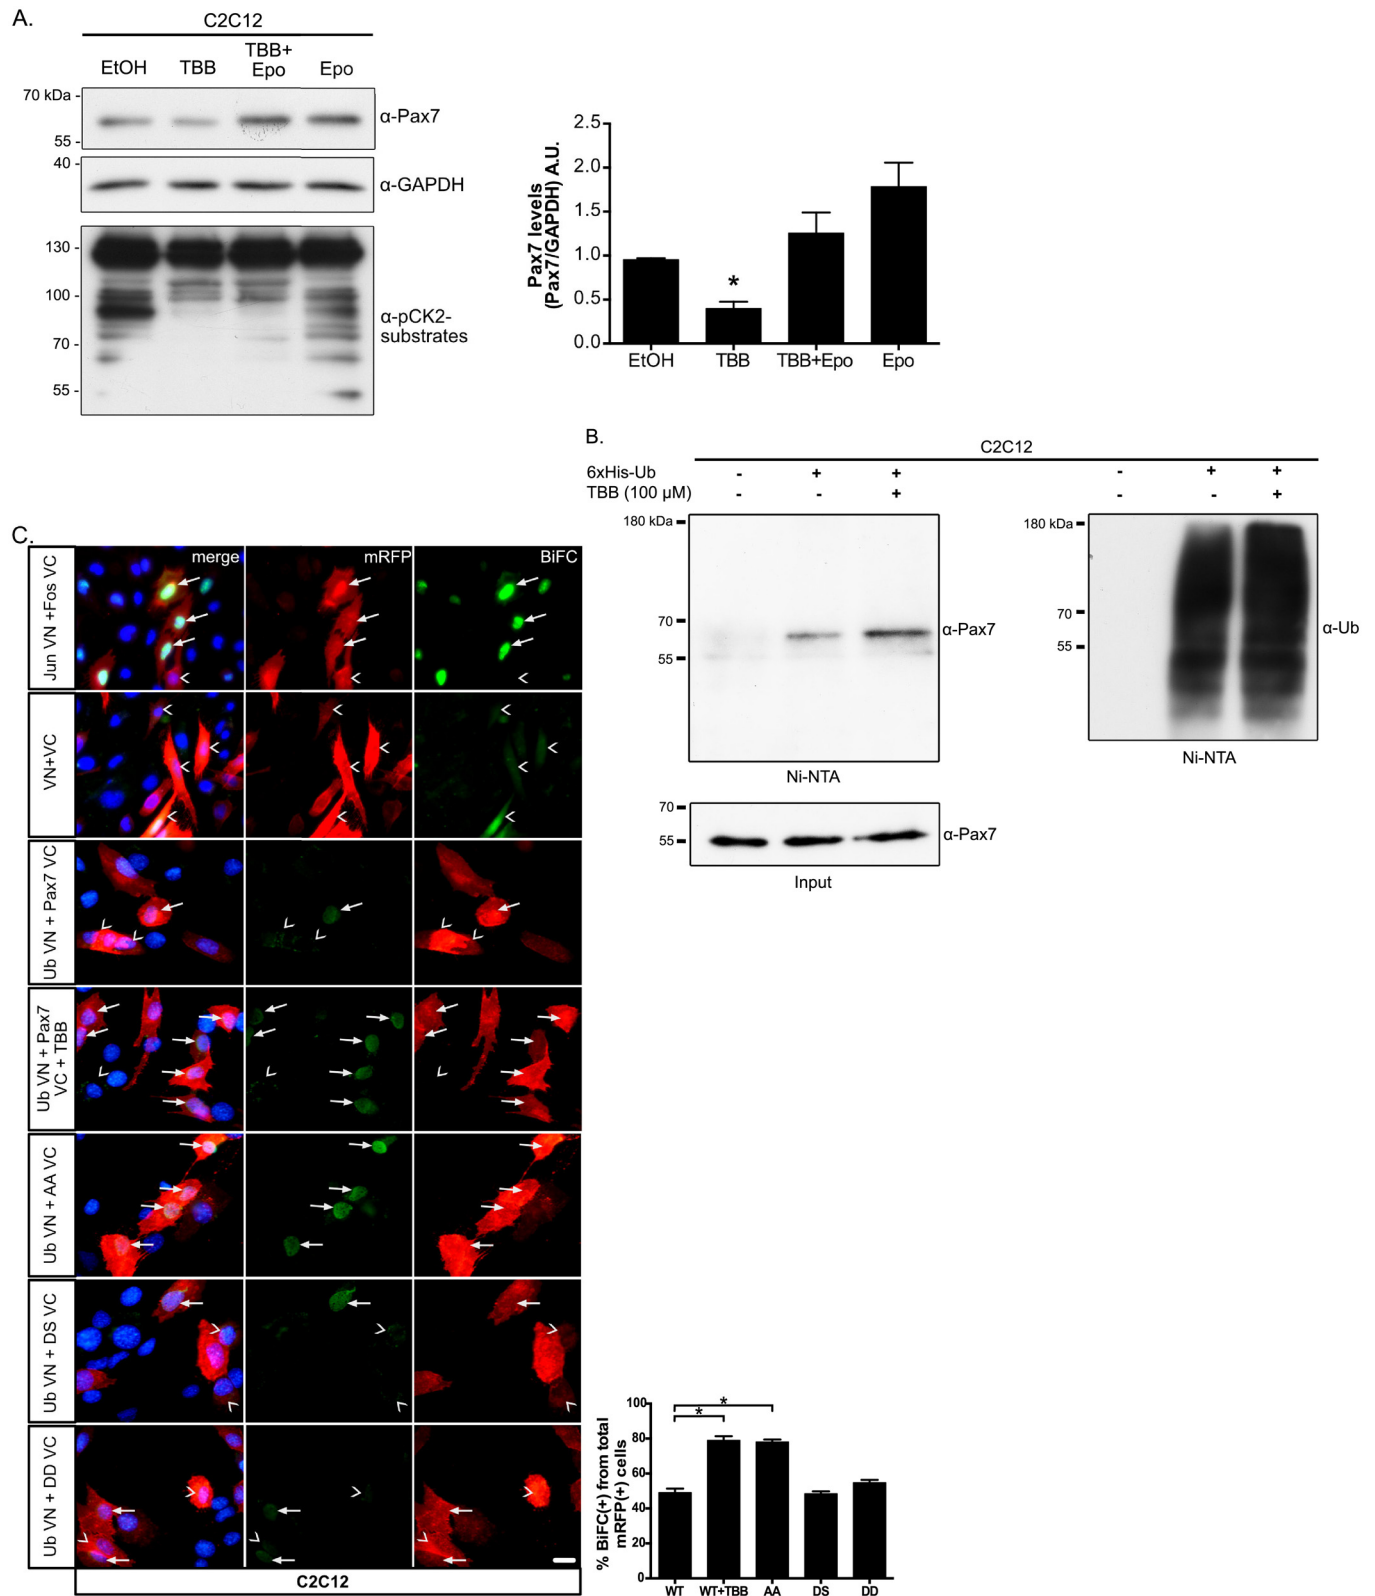 A.
C2C12
EtOH TBB TBB+ Epo Epo
70 kDa -
55 -
α-Pax7
40 -
α-GAPDH
130 -
100 -
70 -
55 -
α-pCK2-
substrates
Pax7 levels
(Pax7/GAPDH) A.U.
2.5
2.0
1.5
1.0
0.5
0.0
*
EtOH TBB TBB+Epo Epo
B.
C2C12
6xHis-Ub - + + - + +
TBB (100 µM) - - + - - +
180 kDa
70
55
α-Pax7
Ni-NTA
180 kDa
70
55
α-Ub
Ni-NTA
70
55
α-Pax7
Input
C.
merge mRFP BiFC
Jun VN +Fos VC
VN+VC
Ub VN + Pax7 VC
Ub VN + Pax7
VC + TBB
Ub VN + AA VC
Ub VN + DS VC
Ub VN + DD VC
C2C12
% BiFC(+) from total
mRFP(+) cells
100
80
60
40
20
0
*
*
WT WT+TBB AA DS DD